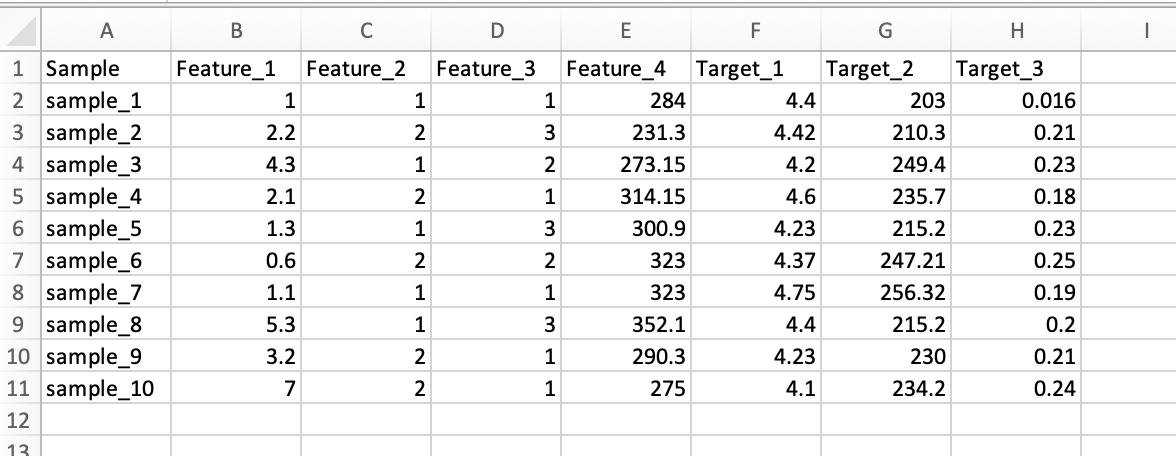 A B C D E F G H I
1 Sample Feature_1 Feature_2 Feature_3 Feature_4 Target_1 Target_2 Target_3
2 sample_1 1 1 1 284 4.4 203 0.016
3 sample_2 2.2 2 3 231.3 4.42 210.3 0.21
4 sample_3 4.3 1 2 273.15 4.2 249.4 0.23
5 sample_4 2.1 2 1 314.15 4.6 235.7 0.18
6 sample_5 1.3 1 3 300.9 4.23 215.2 0.23
7 sample_6 0.6 2 2 323 4.37 247.21 0.25
8 sample_7 1.1 1 1 323 4.75 256.32 0.19
9 sample_8 5.3 1 3 352.1 4.4 215.2 0.2
10 sample_9 3.2 2 1 290.3 4.23 230 0.21
11 sample_10 7 2 1 275 4.1 234.2 0.24
12
13